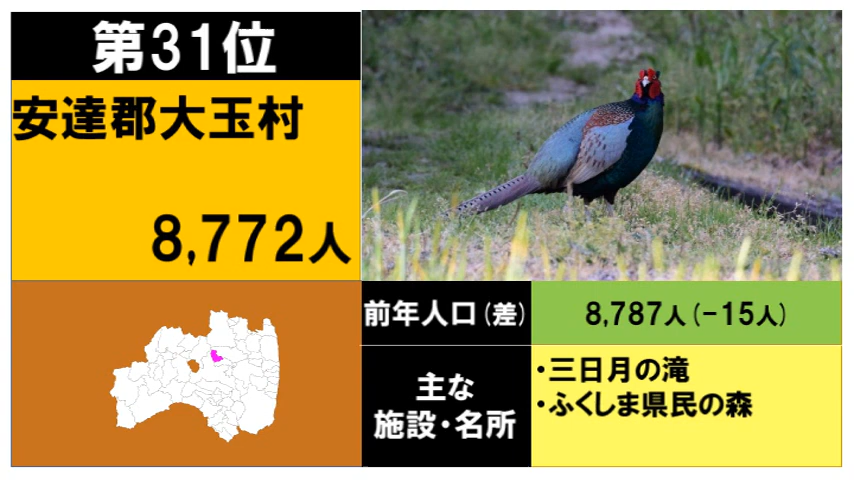 第31位
安達郡大玉村
8,772人
前年人口(差)
8,787人(-15人)
主な
施設・名所
・三日月の滝
・ふくしま県民の森